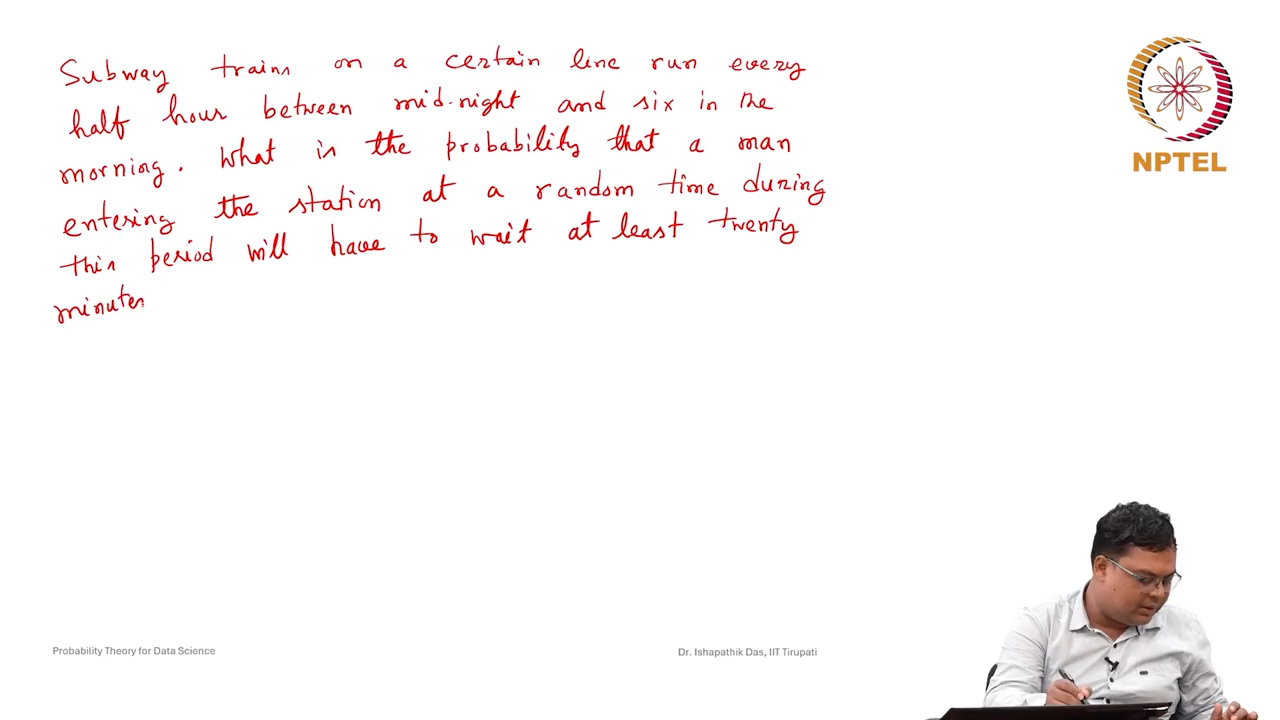 Subway trains on a certain line run every
half hour between mid-night and six in the
morning. What is the probability that a man
entering the station at a random time during
this period will have to wait at least twenty
minutes
NPTEL
Probability Theory for Data Science
Dr. Ishapathik Das, IIT Tirupati